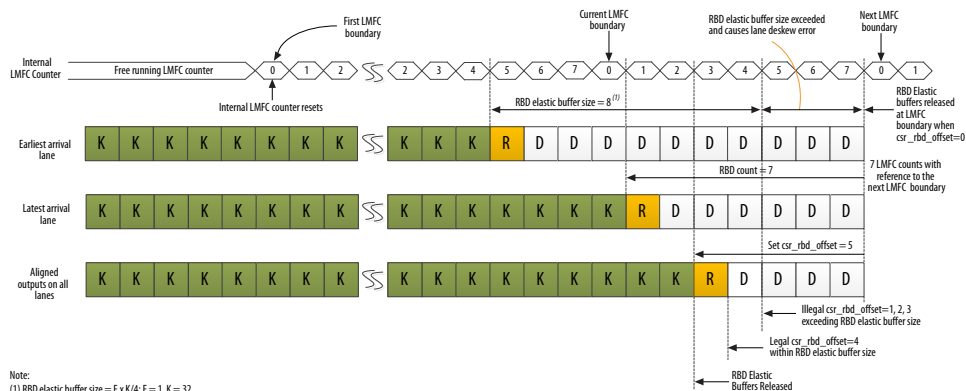 First LMFC
boundary
Current LMFC
boundary
RBD elastic buffer size exceeded
and causes lane deskew error
Next LMFC
boundary
Internal
LMFC Counter
Free running LMFC counter
0 1 2 2 3 4 5 6 7 0 1 2 3 4 5 6 7 0 1
Internal LMFC counter resets
RBD elastic buffer size = 8 (1)
RBD Elastic
buffers released
at LMFC
boundary when
csr_rbd_offset=0
Earliest arrival
lane
K K K K K K K K K K K R D D D D D D D D D D
RBD count = 7
7 LMFC counts with
reference to the
next LMFC boundary
Latest arrival
lane
K K K K K K K K K K K K K K K R D D D D D D
Set csr_rbd_offset = 5
Aligned
outputs on all
lanes
K K K K K K K K K K K K K K K K K R D D D D
Illegal csr_rbd_offset=1, 2, 3
exceeding RBD elastic buffer size
Legal csr_rbd_offset=4
within RBD elastic buffer size
RBD Elastic
Buffers Released
Note:
(1) RBD elastic buffer size = F x K/4; F = 1, K = 32